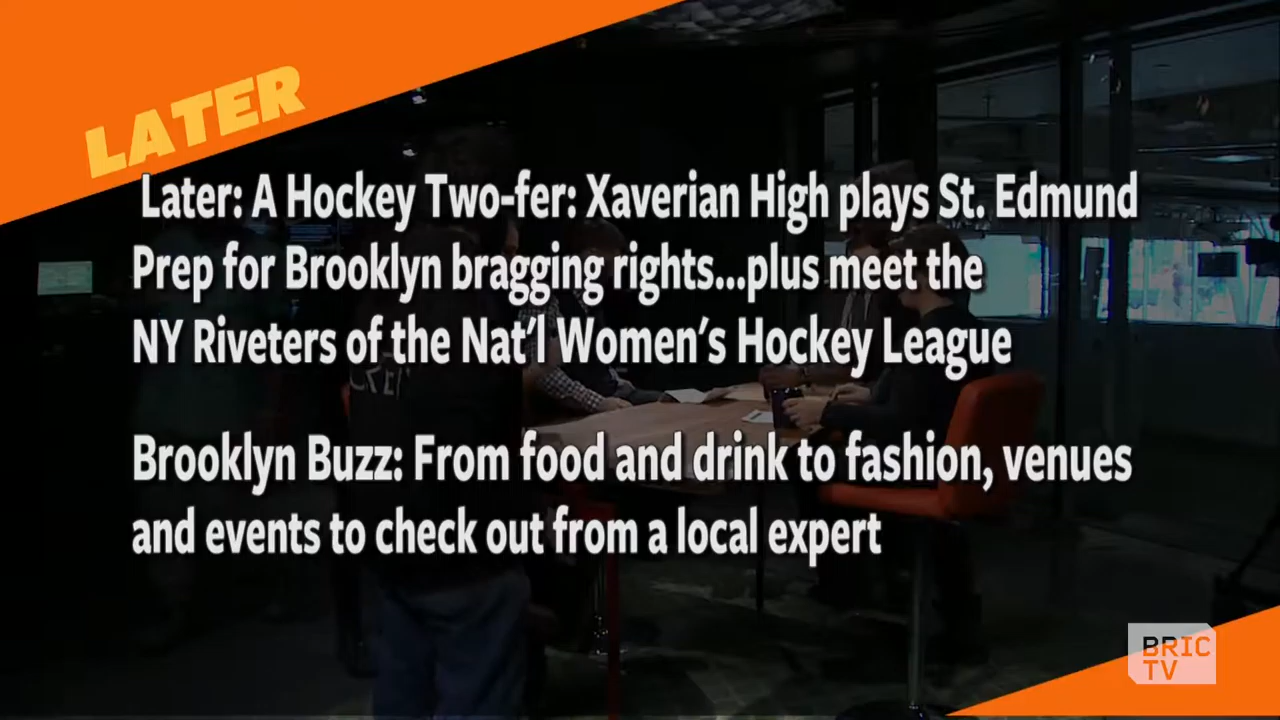 LATER
Later: A Hockey Two-fer: Xaverian High plays St. Edmund
Prep for Brooklyn bragging rights...plus meet the
NY Riveters of the Nat'l Women's Hockey League
Brooklyn Buzz: From food and drink to fashion, venues
and events to check out from a local expert
BRIC
TV